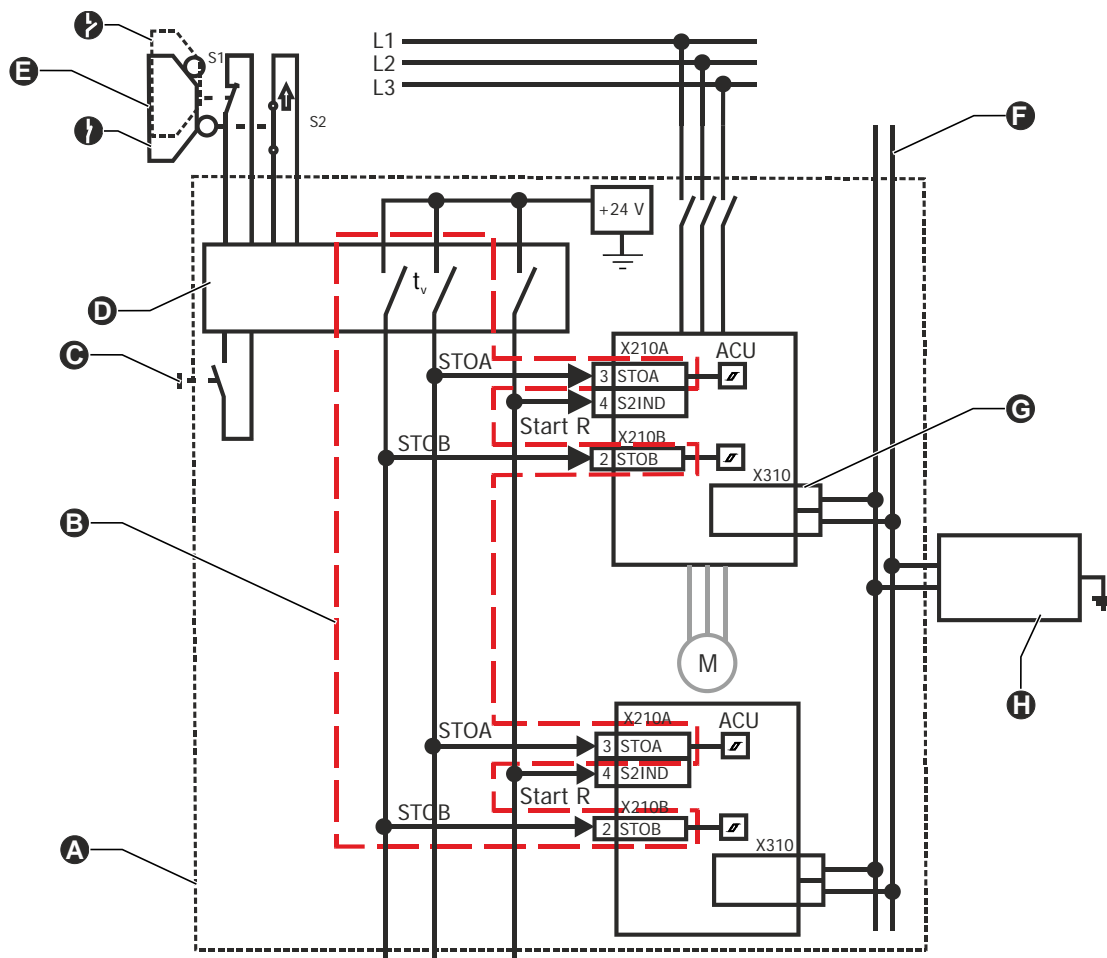 L1
L2
L3
S1
E
S2
F
+24 V
D
tv
X210A
ACU
C
STOA
3 STOA
4 S2IND
Start R
X210B
G
STOB
2 STOB
X310
B
H
M
X210A
ACU
STOA
3 STOA
4 S2IND
Start R
X210B
STOB
2 STOB
X310
A